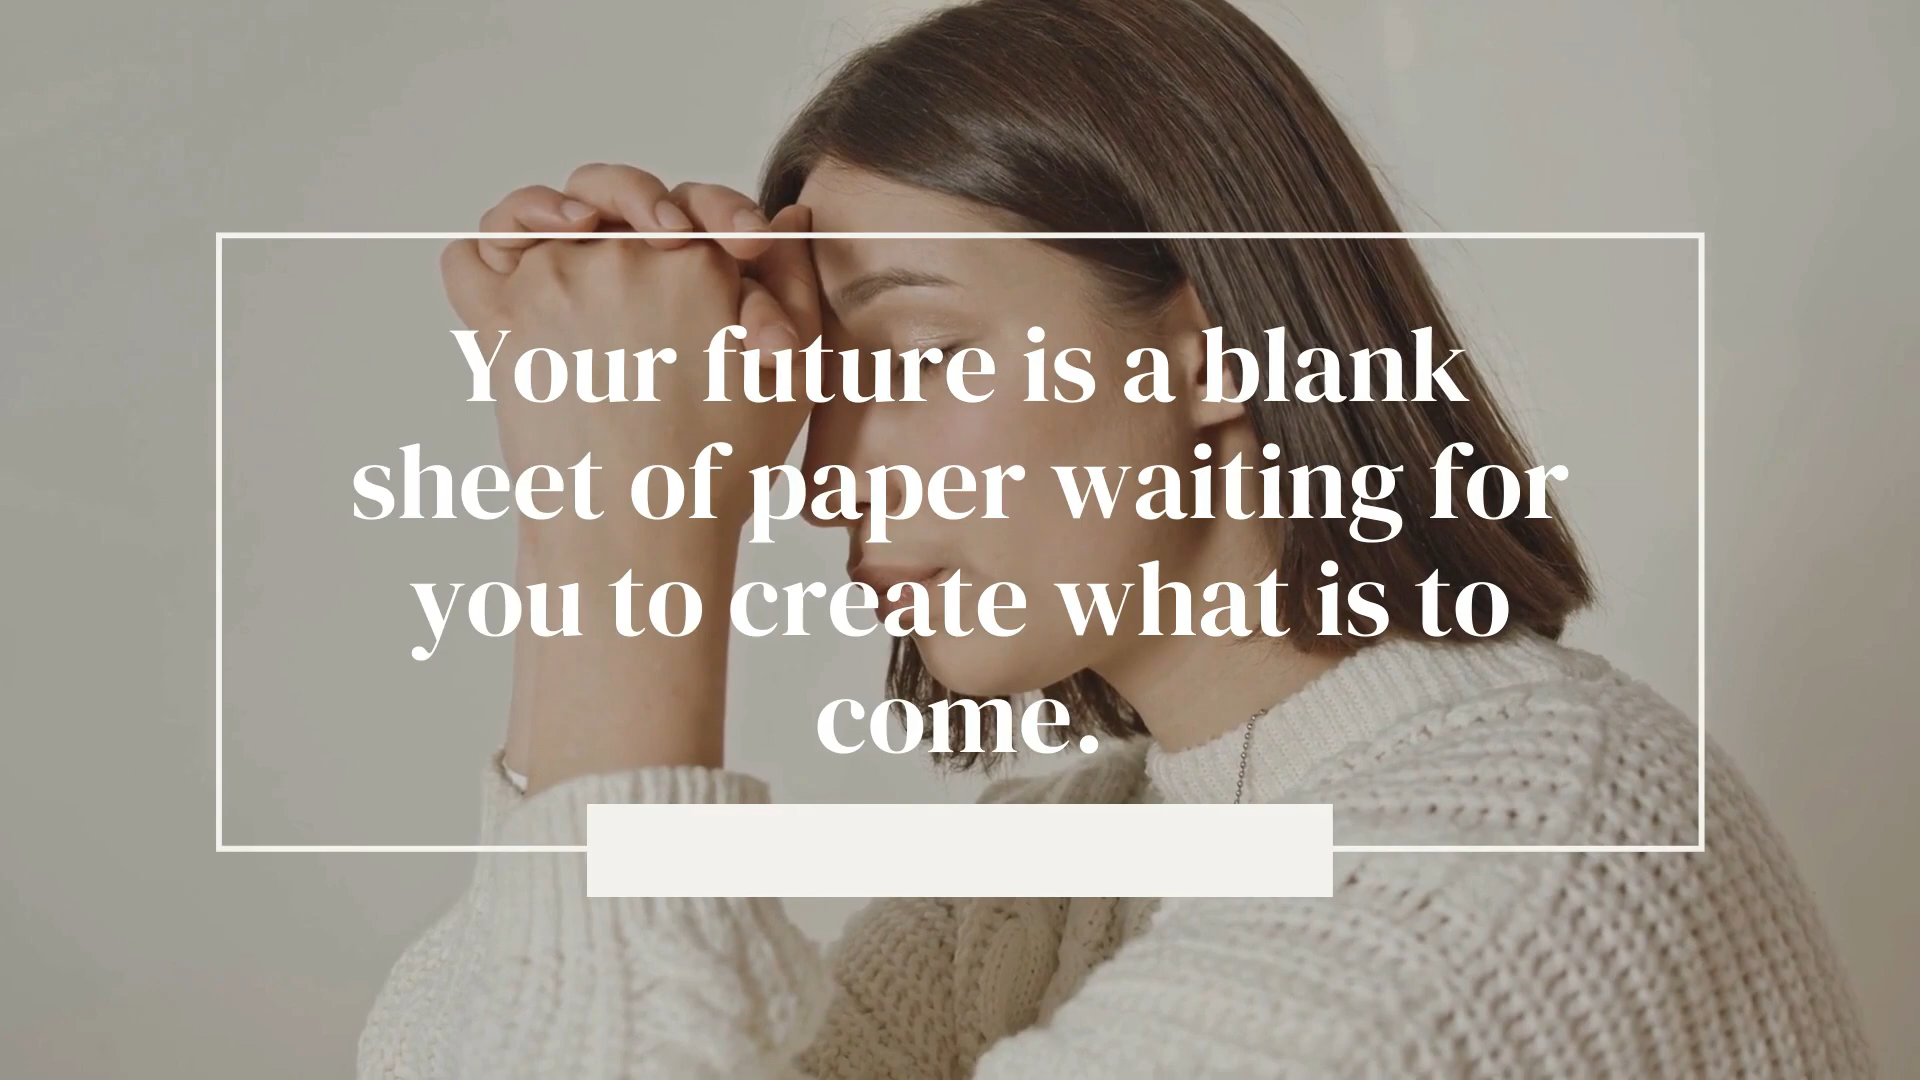 Your future is a blank
sheet of paper waiting for
you to create what is to
come.